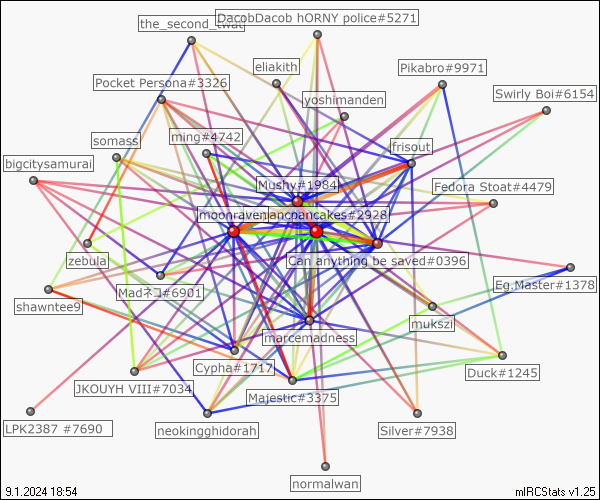 the_second_twat
DacobDacob hORNY police#5271
eliakith
Pikabro#9971
Pocket Persona#3326
Swirly Boi#6154
yoshimanden
ming#4742
somass
frisout
bigcitysamurai
Mushy#1984
Fedora Stoat#4479
moonraven
ancpancakes#2928
zebula
Can anything be saved#0396
Madネコ#6901
Eg.Master#1378
shawntee9
mukszi
marcemadness
Cypha#1717
Duck#1245
JKOUYH VIII#7034
Majestic#3375
LPK2387 #7690
neokingghidorah
Silver#7938
normalwan
9.1.2024 18:54
mIRCStats v1.25